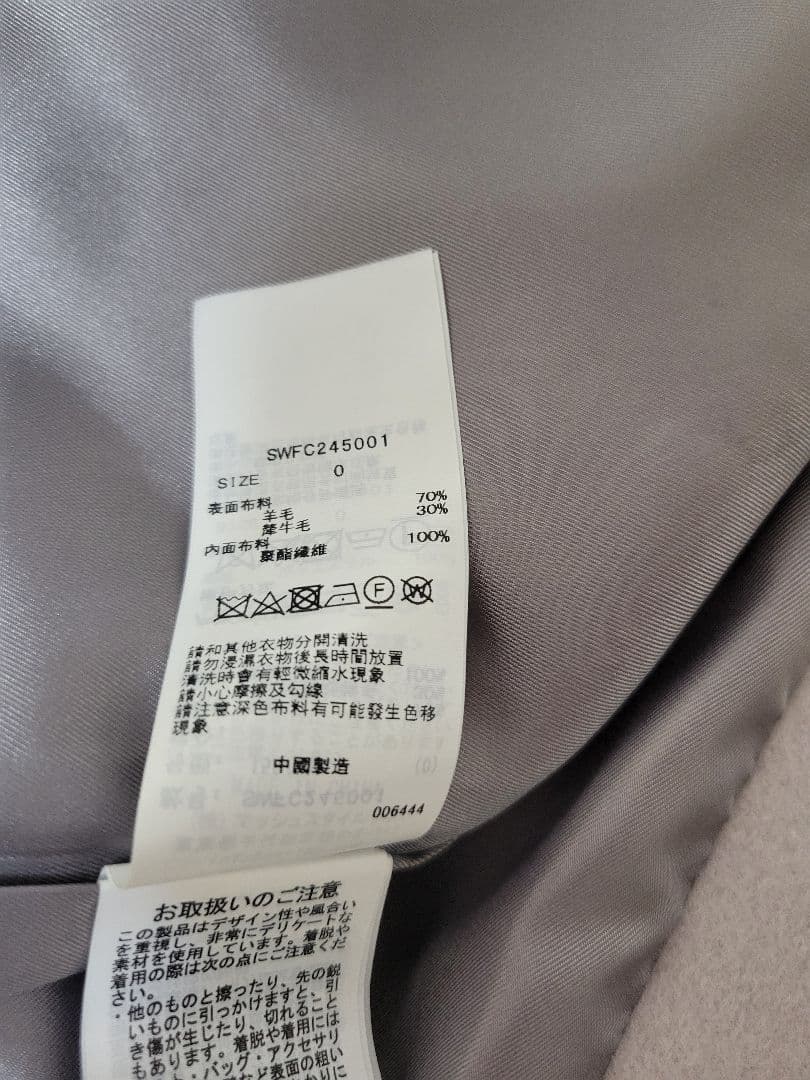 SWFC245001
SIZE 0
表面布料
羊毛 70%
犛牛毛 30%
內面布料
聚酯纖維 100%
F W
請和其他衣物分開清洗
請勿浸濕衣物後長時間放置
清洗時會有輕微縮水現象
請小心摩擦及勾線
請注意深色布料有可能發生色移
現象
中國製造
006444
お取扱いのご注意
この製品はデザイン性や風合い
を重視し、非常にデリケートな
素材を使用しています。着脱や
着用の際は次の点にご注意くだ
さい。
・他のものと擦ったり、先の鋭
いものに引っかけますと、引
き傷が生じたり、切れること
もあります。着脱や着用には
ト・バッグ・アクセサリ
など表面の粗い